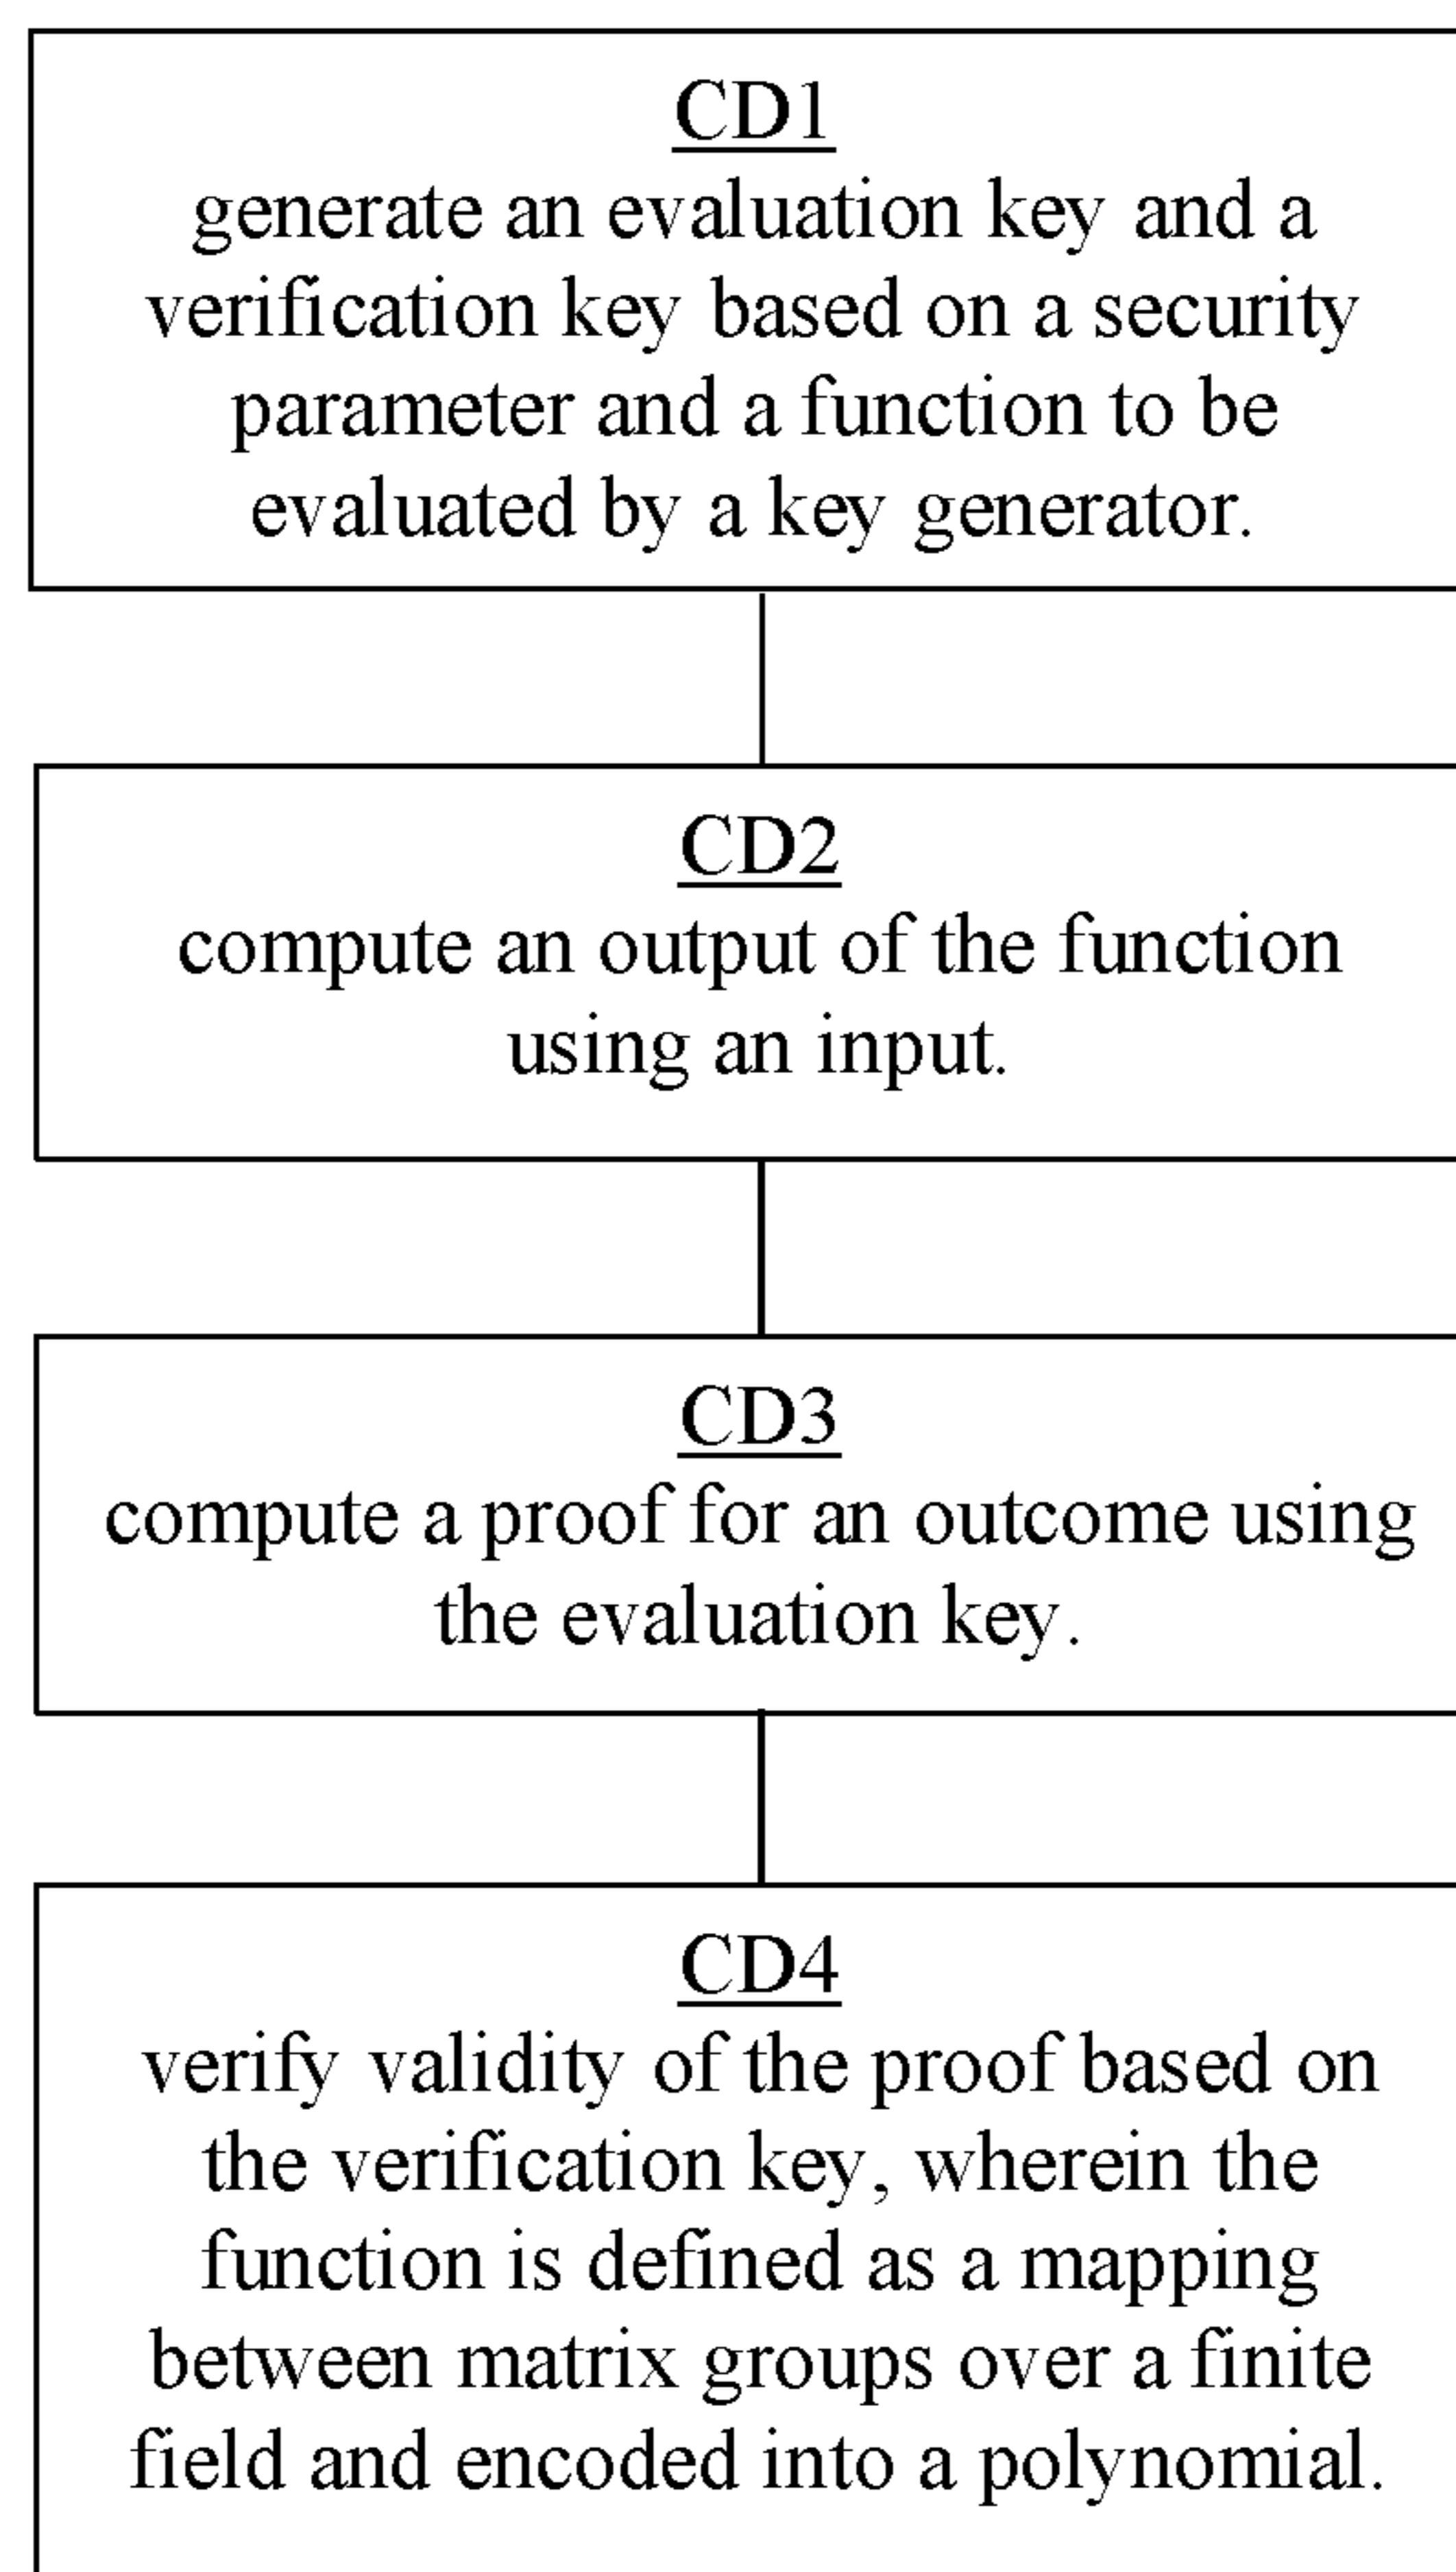 CD1
generate an evaluation key and a
verification key based on a security
parameter and a function to be
evaluated by a key generator.
CD2
compute an output of the function
using an input.
CD3
compute a proof for an outcome using
the evaluation key.
CD4
verify validity of the proof based on
the verification key, wherein the
function is defined as a mapping
between matrix groups over a finite
field and encoded into a polynomial.